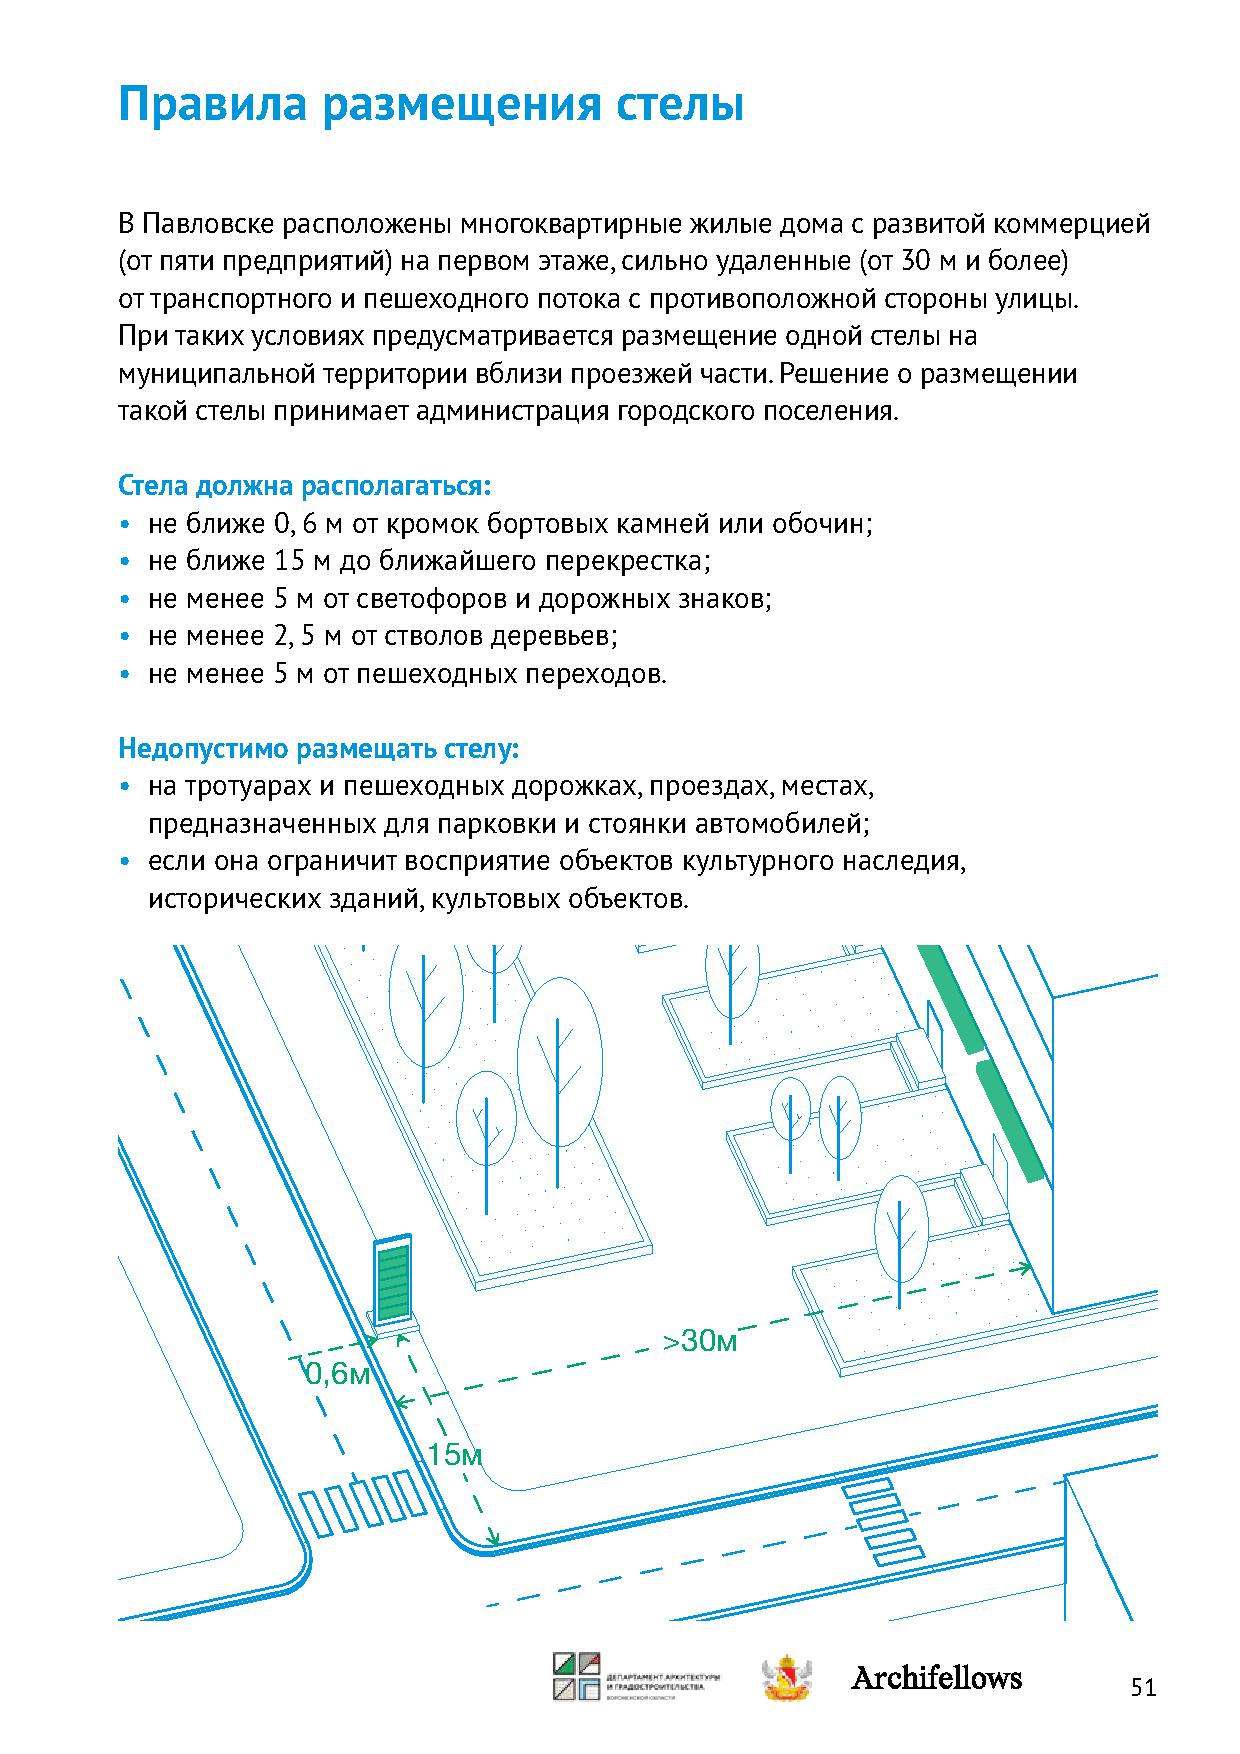 Правила размещения стелы
В Павловске расположены многоквартирные жилые дома с развитой коммерцией
(от пяти предприятий) на первом этаже, сильно удаленные (от 30 м и более)
от транспортного и пешеходного потока с противоположной стороны улицы.
При таких условиях предусматривается размещение одной стелы на
муниципальной территории вблизи проезжей части. Решение о размещении
такой стелы принимает администрация городского поселения.
Стела должна располагаться:
• не ближе 0, 6 м от кромок бортовых камней или обочин;
• не ближе 15 м до ближайшего перекрестка;
• не менее 5 м от светофоров и дорожных знаков;
• не менее 2, 5 м от стволов деревьев;
• не менее 5 м от пешеходных переходов.
Недопустимо размещать стелу:
• на тротуарах и пешеходных дорожках, проездах, местах,
предназначенных для парковки и стоянки автомобилей;
• если она ограничит восприятие объектов культурного наследия,
исторических зданий, культовых объектов.
>30м
0,6м
15м
ДЕПАРТАМЕНТ АРХИТЕКТУРЫ
И ГРАДОСТРОИТЕЛЬСТВА
ВОРОНЕЖСКОЙ ОБЛАСТИ
Archifellows
51